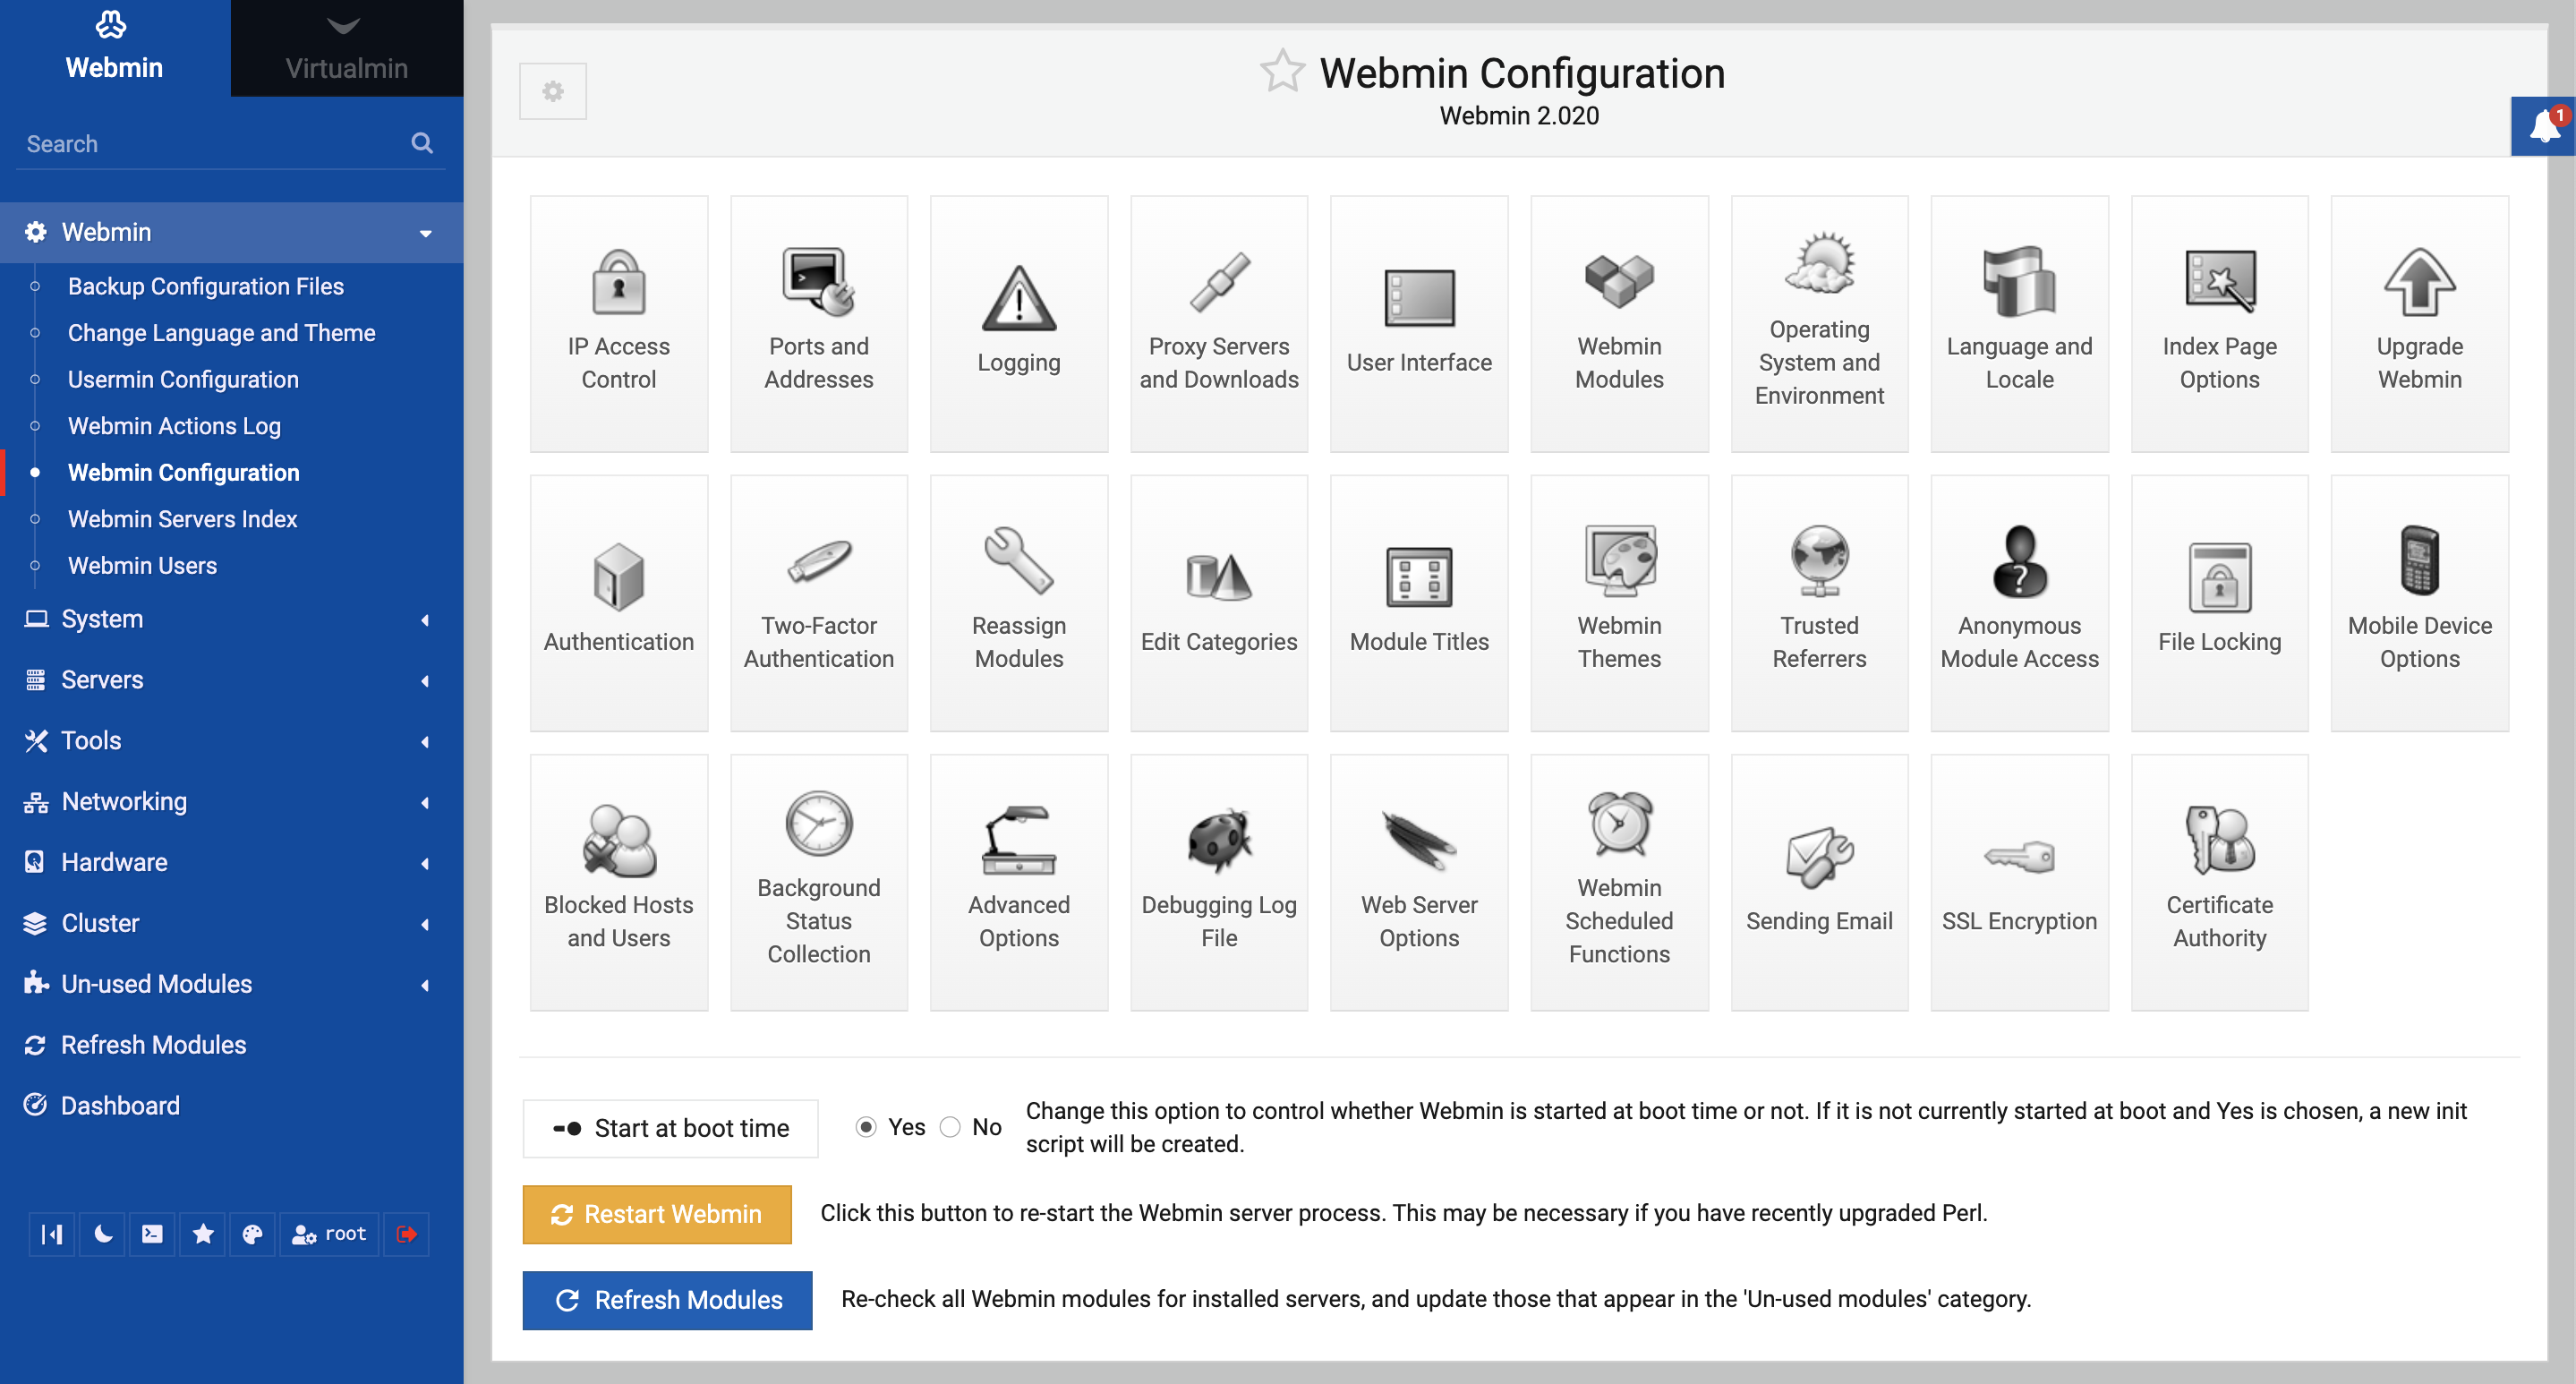 Webmin
Virtualmin
Search
Webmin
Backup Configuration Files
Change Language and Theme
Usermin Configuration
Webmin Actions Log
Webmin Configuration
Webmin Servers Index
Webmin Users
System
Servers
Tools
Networking
Hardware
Cluster
Un-used Modules
Refresh Modules
Dashboard
root
Webmin Configuration
Webmin 2.020
1
IP Access
Control
Ports and
Addresses
Logging
Proxy Servers
and Downloads
User Interface
Webmin
Modules
Operating
System and
Environment
Language and
Locale
Index Page
Options
Upgrade
Webmin
Authentication
Two-Factor
Authentication
Reassign
Modules
Edit Categories
Module Titles
Webmin
Themes
Trusted
Referrers
Anonymous
Module Access
File Locking
Mobile Device
Options
Blocked Hosts
and Users
Background
Status
Collection
Advanced
Options
Debugging Log
File
Web Server
Options
Webmin
Scheduled
Functions
Sending Email
SSL Encryption
Certificate
Authority
Start at boot time
Yes No
Change this option to control whether Webmin is started at boot time or not. If it is not currently started at boot and Yes is chosen, a new init
script will be created.
Restart Webmin
Click this button to re-start the Webmin server process. This may be necessary if you have recently upgraded Perl.
Refresh Modules
Re-check all Webmin modules for installed servers, and update those that appear in the 'Un-used modules' category.